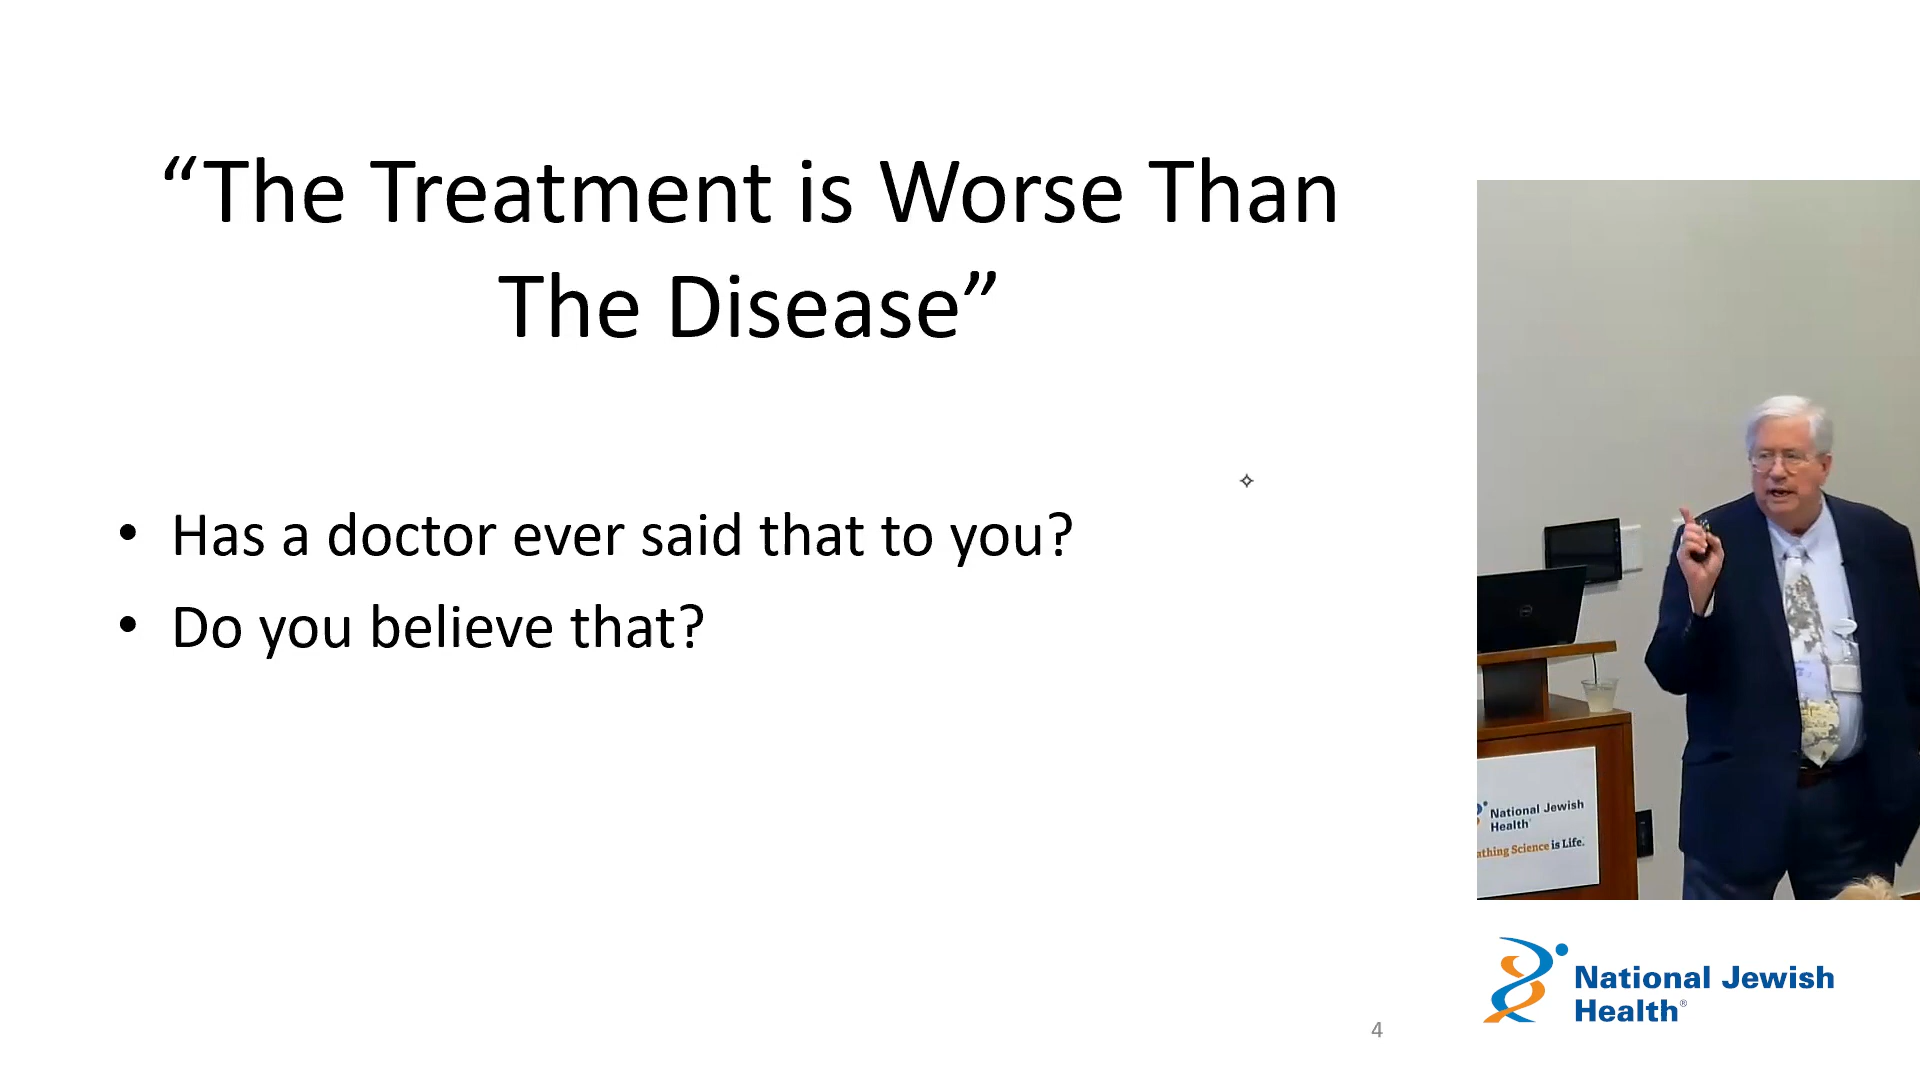 “The Treatment is Worse Than
The Disease”
• Has a doctor ever said that to you?
• Do you believe that?
National Jewish
Health
athing Science is Life.
National Jewish
Health®
4